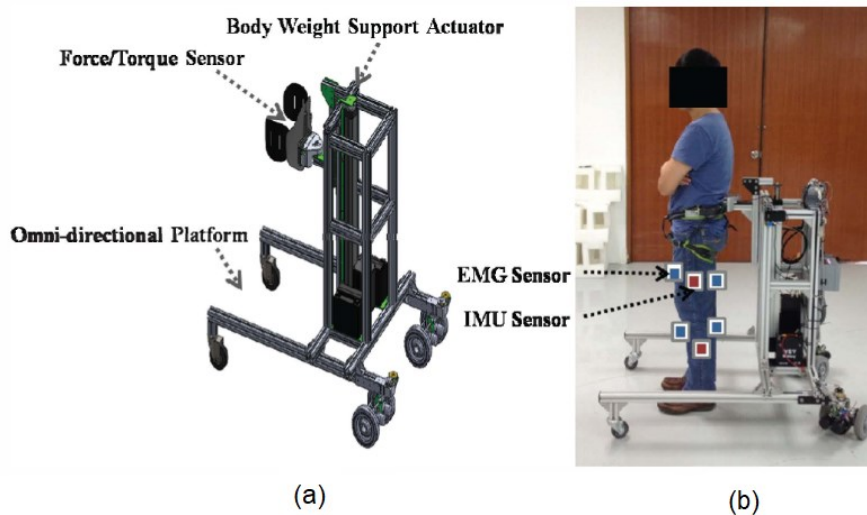 Body Weight Support Actuator
Force/Torque Sensor
Omni-directional Platform
EMG Sensor
IMU Sensor
(a)
(b)